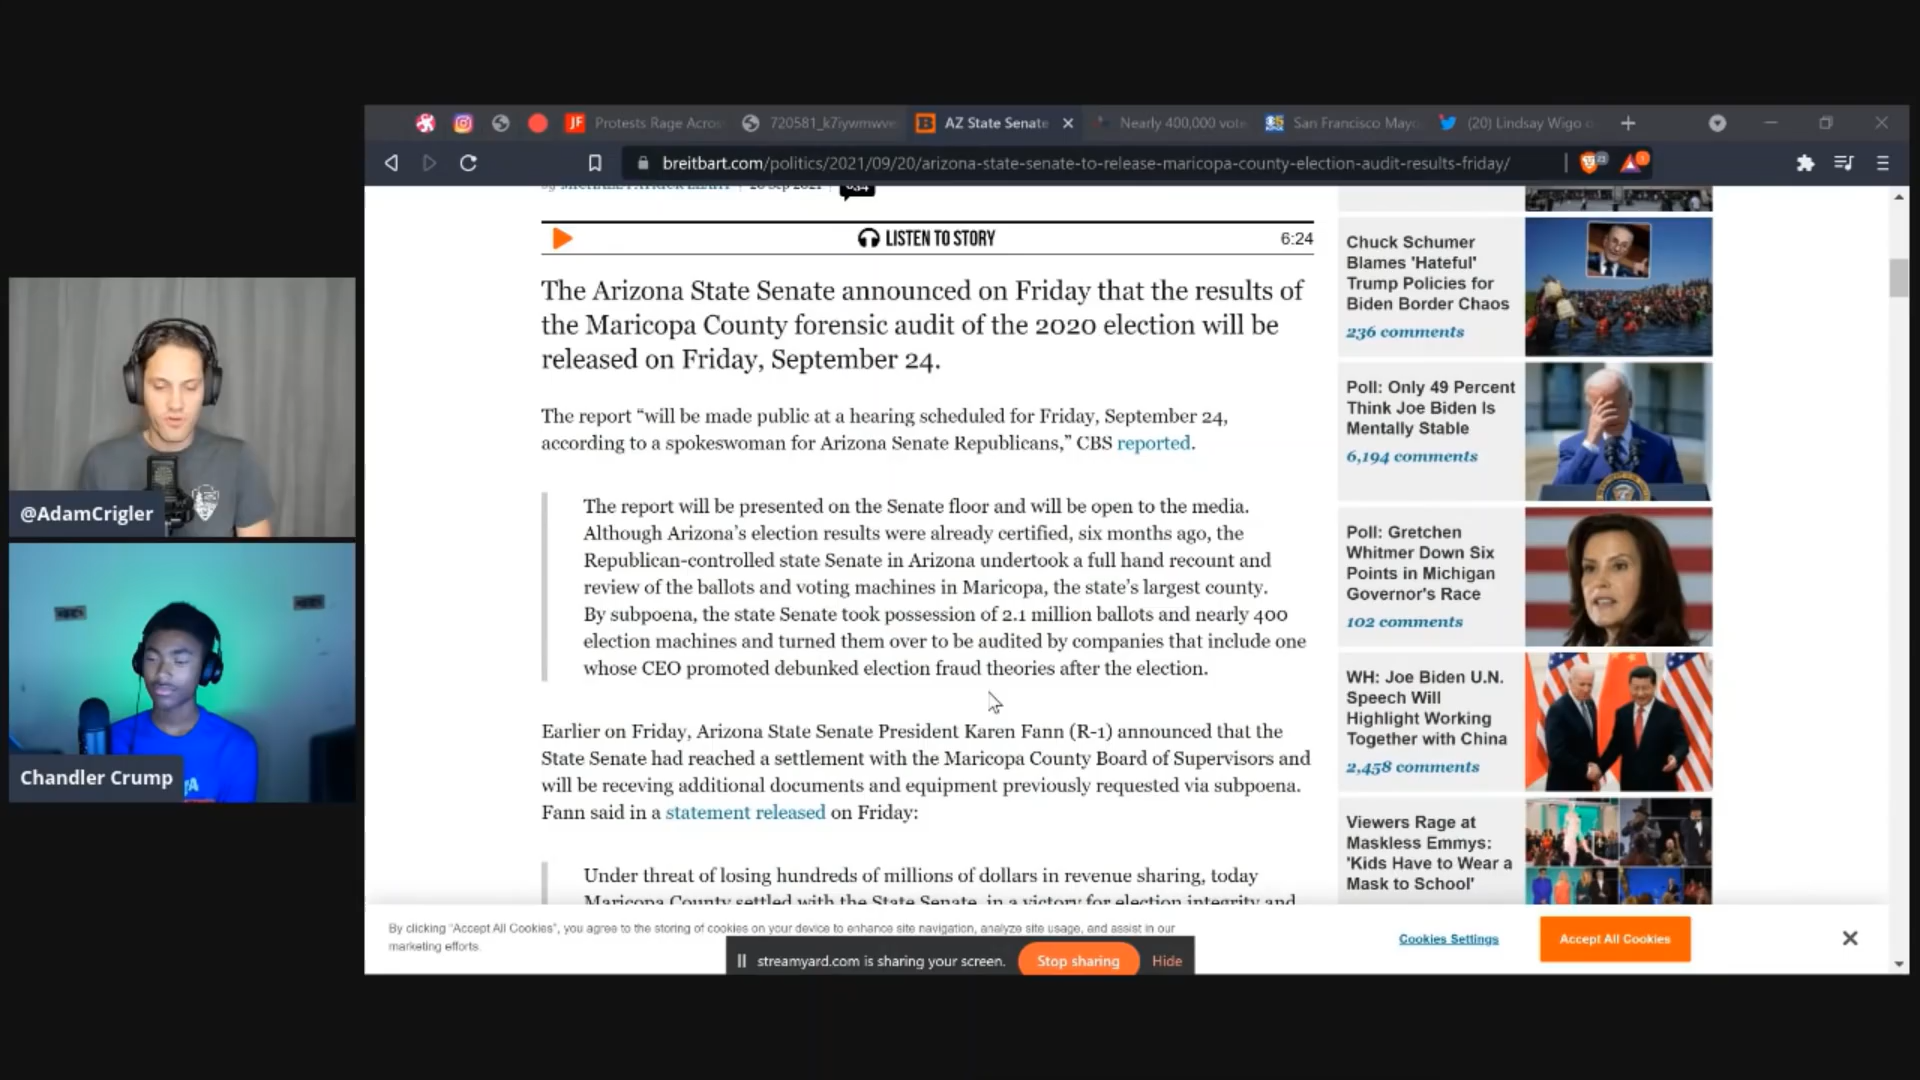 JF Protests Rage Acros
720581_k7iywmwve
AZ State Senate
Nearly 400,000 vote
San Francisco Mayo
(20) Lindsay Wigo o
breitbart.com/politics/2021/09/20/arizona-state-senate-to-release-maricopa-county-election-audit-results-friday/
LISTEN TO STORY
6:24
The Arizona State Senate announced on Friday that the results of
the Maricopa County forensic audit of the 2020 election will be
released on Friday, September 24.
The report “will be made public at a hearing scheduled for Friday, September 24,
according to a spokeswoman for Arizona Senate Republicans,” CBS reported.
The report will be presented on the Senate floor and will be open to the media.
Although Arizona’s election results were already certified, six months ago, the
Republican-controlled state Senate in Arizona undertook a full hand recount and
review of the ballots and voting machines in Maricopa, the state’s largest county.
By subpoena, the state Senate took possession of 2.1 million ballots and nearly 400
election machines and turned them over to be audited by companies that include one
whose CEO promoted debunked election fraud theories after the election.
Earlier on Friday, Arizona State Senate President Karen Fann (R-1) announced that the
State Senate had reached a settlement with the Maricopa County Board of Supervisors and
will be receving additional documents and equipment previously requested via subpoena.
Fann said in a statement released on Friday:
Under threat of losing hundreds of millions of dollars in revenue sharing, today
Maricopa County settled with the State Senate, in a victory for election integrity and
Chuck Schumer
Blames 'Hateful'
Trump Policies for
Biden Border Chaos
236 comments
Poll: Only 49 Percent
Think Joe Biden Is
Mentally Stable
6,194 comments
Poll: Gretchen
Whitmer Down Six
Points in Michigan
Governor's Race
102 comments
WH: Joe Biden U.N.
Speech Will
Highlight Working
Together with China
2,458 comments
Viewers Rage at
Maskless Emmys:
'Kids Have to Wear a
Mask to School'
@AdamCrigler
Chandler Crump
By clicking “Accept All Cookies”, you agree to the storing of cookies on your device to enhance site navigation, analyze site usage, and assist in our
marketing efforts.
Cookies Settings
Accept All Cookies
streamyard.com is sharing your screen.
Stop sharing
Hide